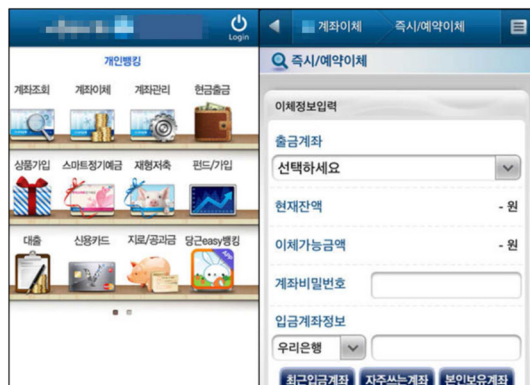 Login
개인뱅킹
계좌조회 계좌이체 계좌관리 현금출금
상품가입 스마트정기예금 재형저축 펀드/가입
대출 신용카드 지로/공과금 당근easy뱅킹
APP
계좌이체 즉시/예약이체
즉시/예약이체
이체정보입력
출금계좌
선택하세요
현재잔액 - 원
이체가능금액 - 원
계좌비밀번호
입금계좌정보
우리은행
최근입금계좌 자주쓰는계좌 본인보유계좌